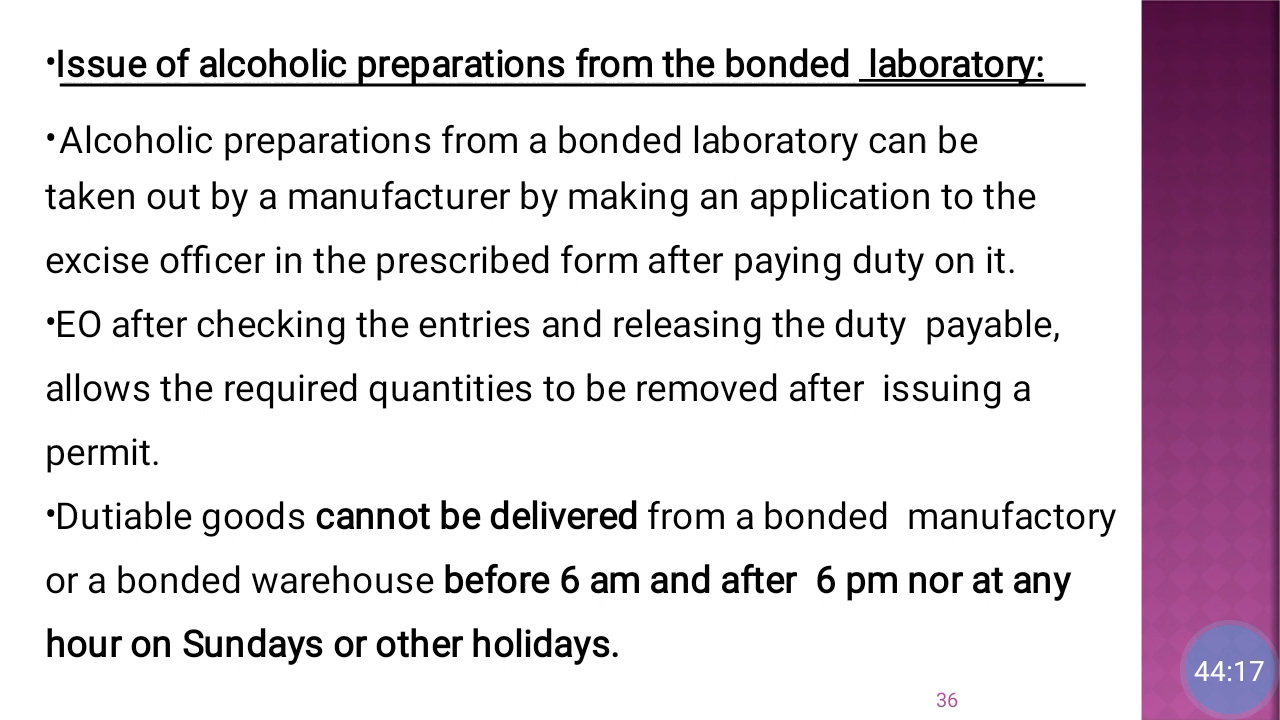 •Issue of alcoholic preparations from the bonded laboratory:
•Alcoholic preparations from a bonded laboratory can be
taken out by a manufacturer by making an application to the
excise officer in the prescribed form after paying duty on it.
•EO after checking the entries and releasing the duty payable,
allows the required quantities to be removed after issuing a
permit.
•Dutiable goods cannot be delivered from a bonded manufactory
or a bonded warehouse before 6 am and after 6 pm nor at any
hour on Sundays or other holidays.
44:17
36